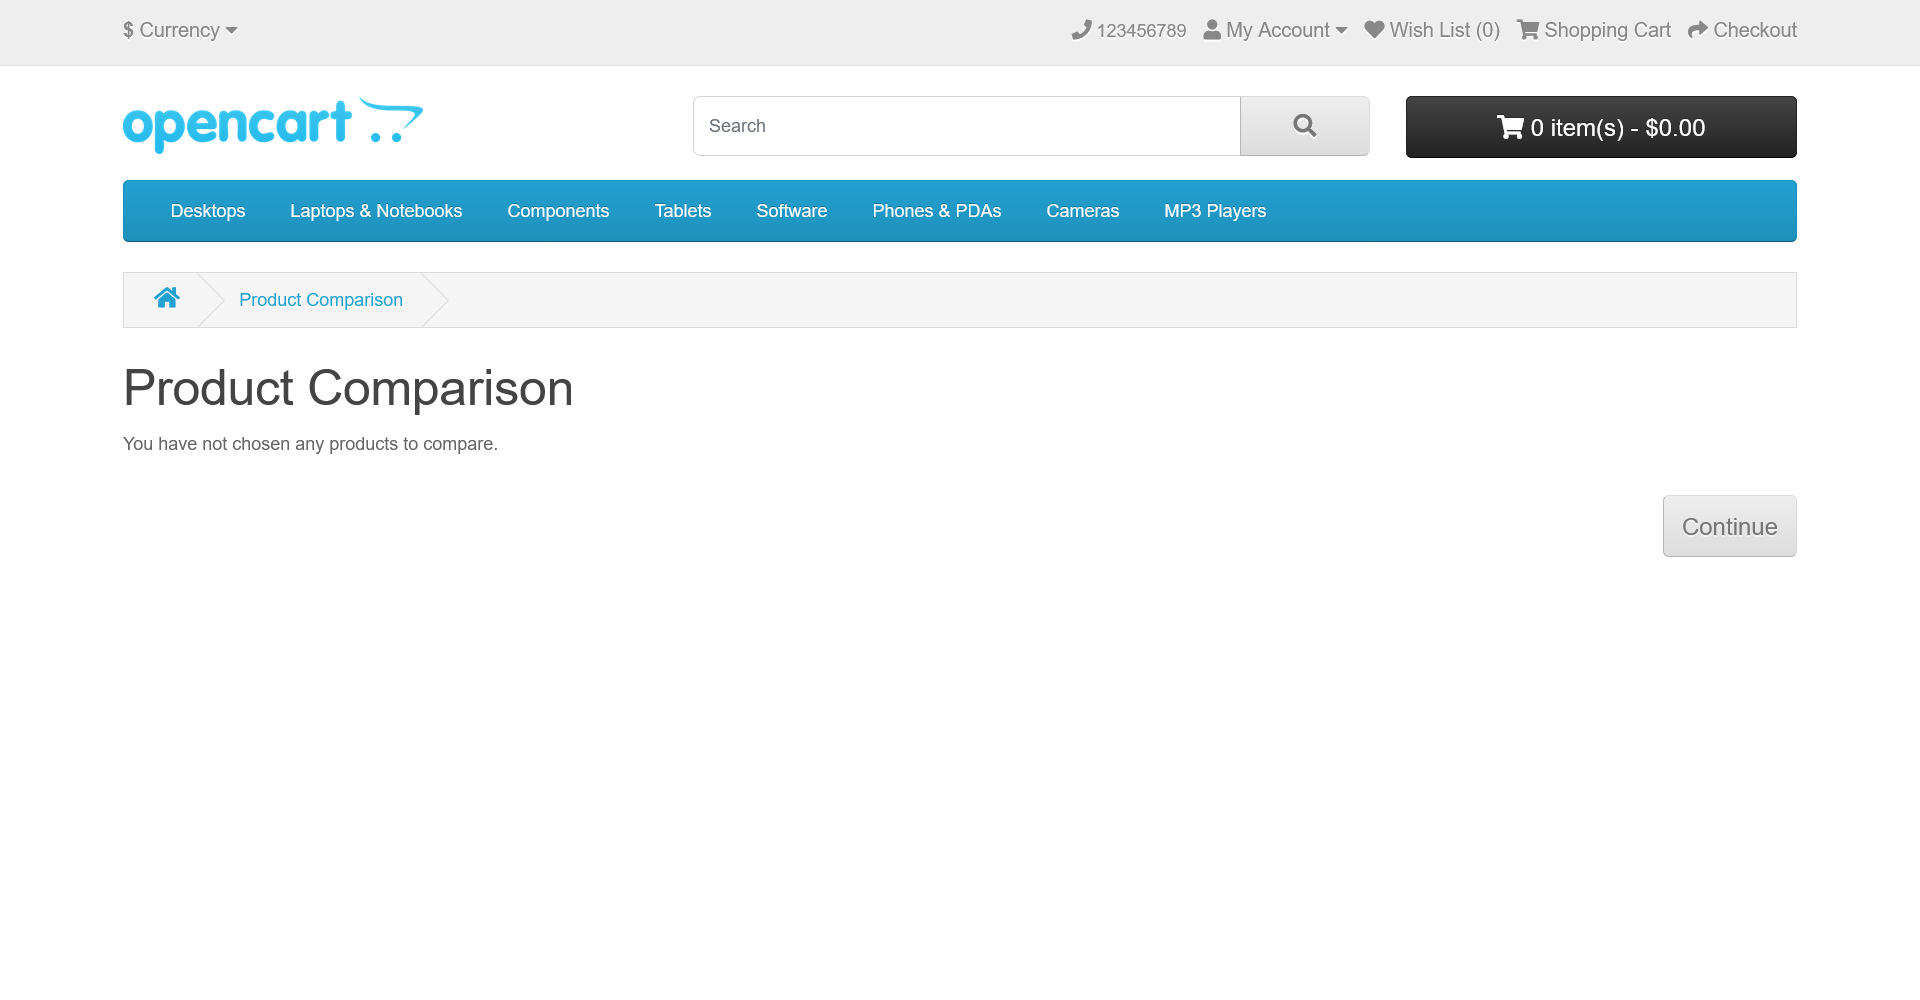 $ Currency
123456789 My Account Wish List (0) Shopping Cart Checkout
opencart
Search
0 item(s) - $0.00
Desktops Laptops & Notebooks Components Tablets Software Phones & PDAs Cameras MP3 Players
Product Comparison
Product Comparison
You have not chosen any products to compare.
Continue